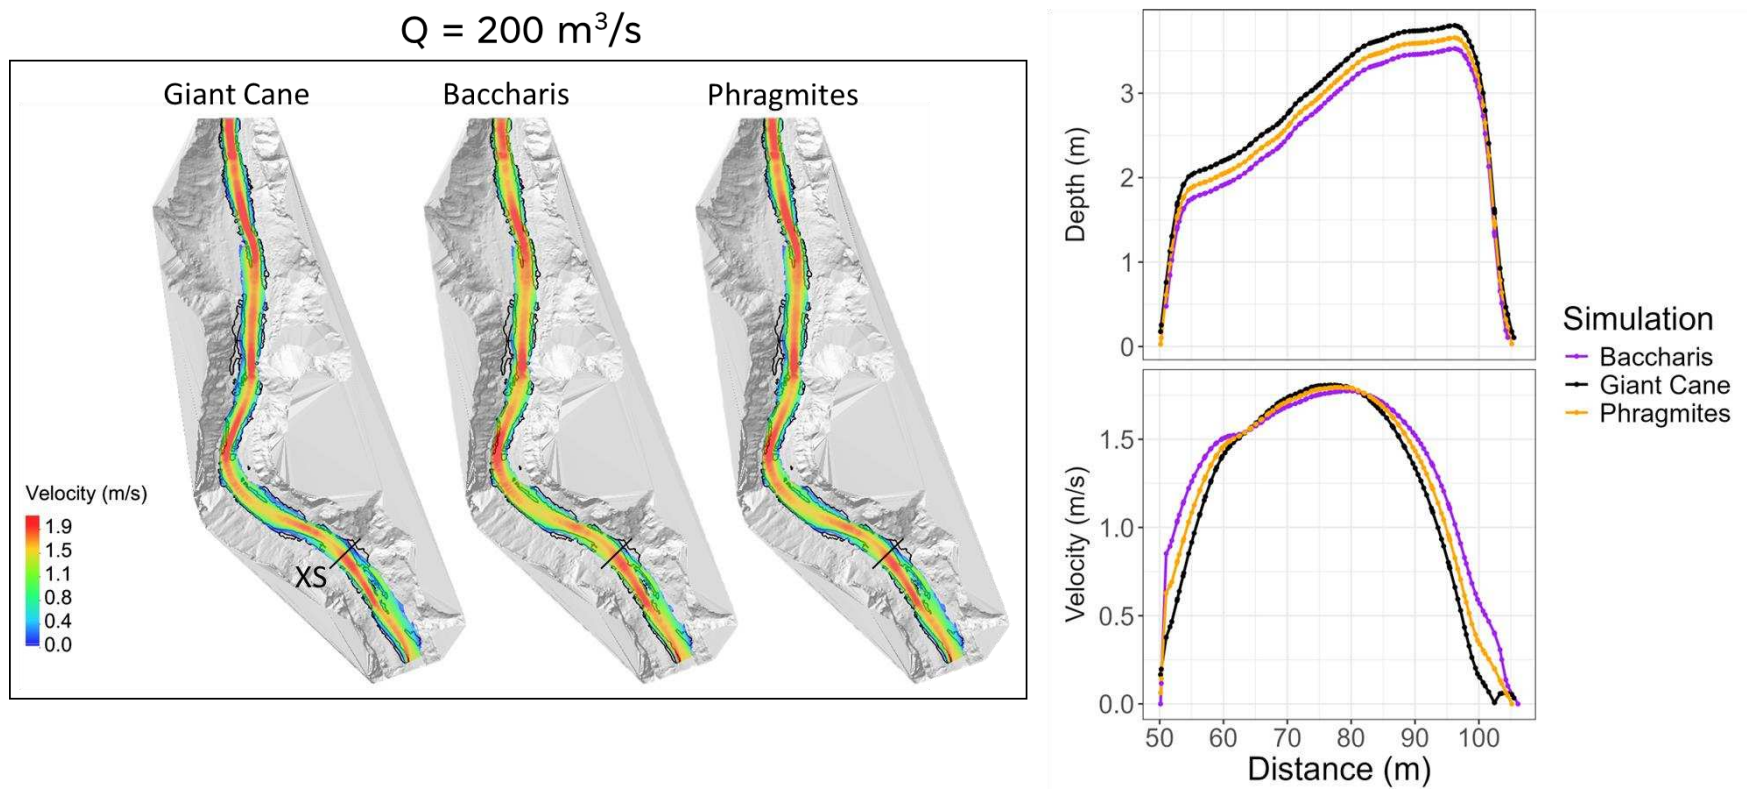 Q = 200 m³/s
Giant Cane
Baccharis
Phragmites
XS
Velocity (m/s)
1.9
1.5
1.1
0.8
0.4
0.0
Depth (m)
3
2
1
0
Velocity (m/s)
1.5
1.0
0.5
0.0
50 60 70 80 90 100
Distance (m)
Simulation
Baccharis
Giant Cane
Phragmites